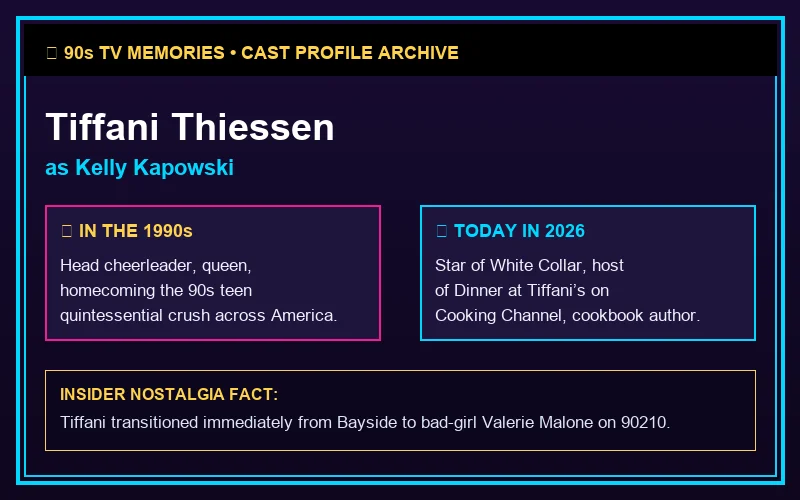 90s TV MEMORIES • CAST PROFILE ARCHIVE
Tiffani Thiessen
as Kelly Kapowski
IN THE 1990s
Head cheerleader, queen,
homecoming the 90s teen
quintessential crush across America.
TODAY IN 2026
Star of White Collar, host
of Dinner at Tiffani’s on
Cooking Channel, cookbook author.
INSIDER NOSTALGIA FACT:
Tiffani transitioned immediately from Bayside to bad-girl Valerie Malone on 90210.